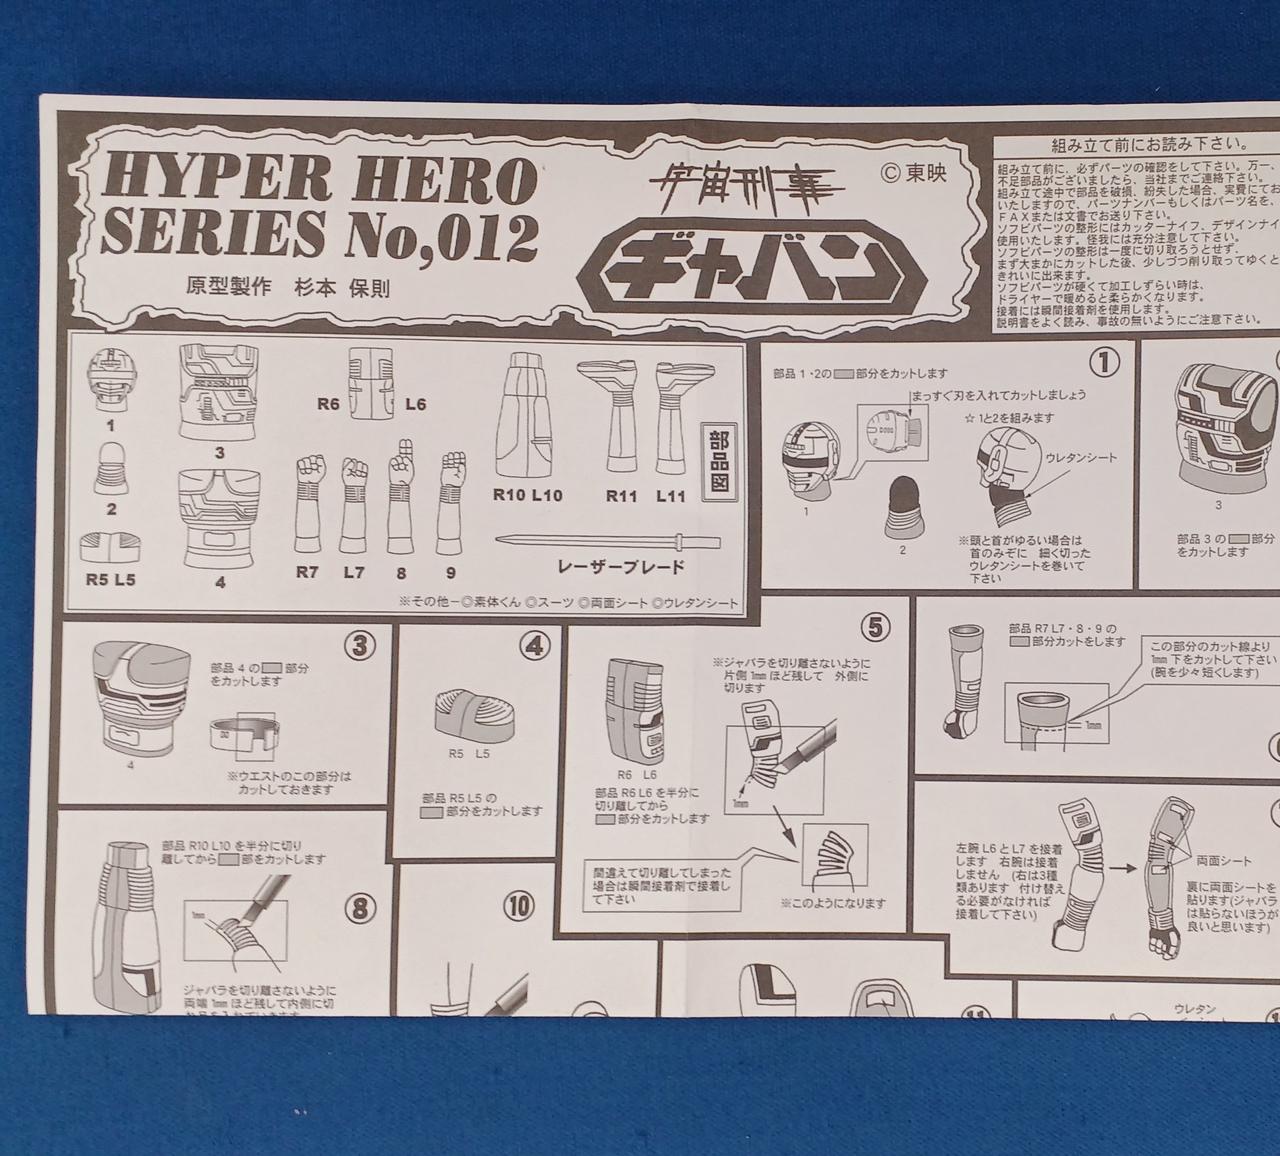 HYPER HERO
SERIES No,012
原型製作 杉本 保則
宇宙刑事
ギャバン
©東映
組み立て前にお読み下さい。
組み立て前に、必ずパーツの確認をして下さい。万一、
不足部品がございましたら、当社までご連絡下さい。
組み立て途中で部品を破損、紛失した場合、実費にてお
いたしますので、パーツナンバーもしくはパーツ名を、
FAXまたは文書でお送り下さい。
ソフビパーツの整形にはカッターナイフ、デザインナイ
使用いたします。怪我には充分注意して下さい。
ソフビパーツの整形は一度に切り取ろうとせず、
まず大まかにカットした後、少しづつ削り取ってゆくと
きれいに出来ます。
ソフビパーツが硬くて加工しずらい時は、
ドライヤーで暖めると柔らかくなります。
接着には瞬間接着剤を使用します。
説明書をよく読み、事故の無いようにご注意下さい。
部品図
1
2
R5 L5
3
4
R6 L6
R7 L7 8 9
R10 L10
R11 L11
レーザーブレード
※その他－◎素体くん ◎スーツ ◎両面シート ◎ウレタンシート
①
部品 1・2の 部分をカットします
まっすぐ刃を入れてカットしましょう
☆ 1と2を組みます
ウレタンシート
1
2
※頭と首がゆるい場合は
首のみぞに 細く切った
ウレタンシートを巻いて
下さい
3
部品 3 の 部分
をカットします
③
部品 4 の 部分
をカットします
4
※ウエストのこの部分は
カットしておきます
④
R5 L5
部品 R5 L5 の
部分をカットします
⑤
※ジャバラを切り離さないように
片側 1mm ほど残して 外側に
切ります
R6 L6
部品 R6 L6 を半分に
切り離してから
部分をカットします
1mm
間違えて切り離してしまった
場合は瞬間接着剤で接着し
て下さい
※このようになります
部品 R7 L7・8・9 の
部分カットをします
この部分のカット線より
1mm 下をカットして下さい
(腕を少々短くします)
1mm
左腕 L6 と L7 を接着
します 右腕は接着
しません (右は3種
類あります 付け替え
る必要がなければ
接着して下さい)
両面シート
裏に両面シートを
貼ります(ジャバラ
は貼らないほうが
良いと思います)
部品 R10 L10 を半分に切り
離してから 部をカットします
⑧
1mm
ジャバラを切り離さないように
両端 1mm ほど残して内側に切
⑩
⑪
ウレタン